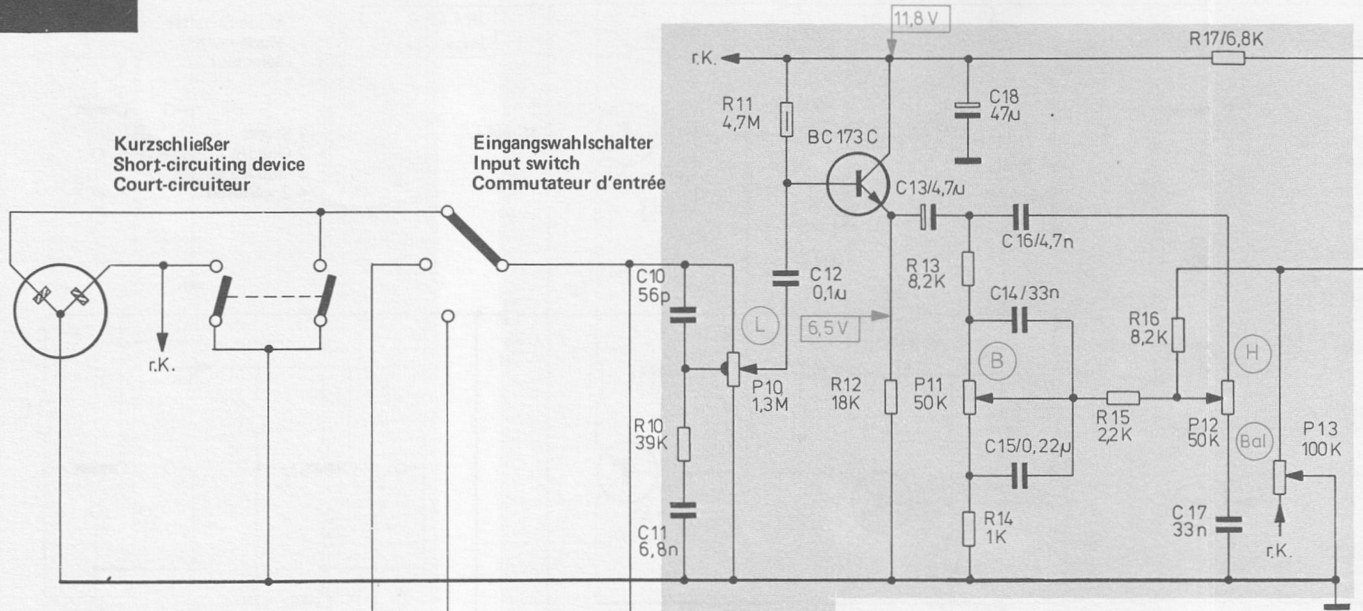 11,8 V
R17/6,8K
r.K.
R11
4,7M
C18
47µ
BC173C
Kurzschließer
Short-circuiting device
Court-circuiteur
Eingangswahlschalter
Input switch
Commutateur d'entrée
C13/4,7µ
C16/4,7n
C10
56p
C12
0,1µ
R13
8,2K
C14/33n
L
6,5V
R16
8,2K
H
r.K.
B
P10
1,3M
R12
18K
P11
50K
R15
2,2K
P12
50K
P13
100K
Bal
R10
39K
C15/0,22µ
C11
6,8n
R14
1K
C17
33n
r.K.